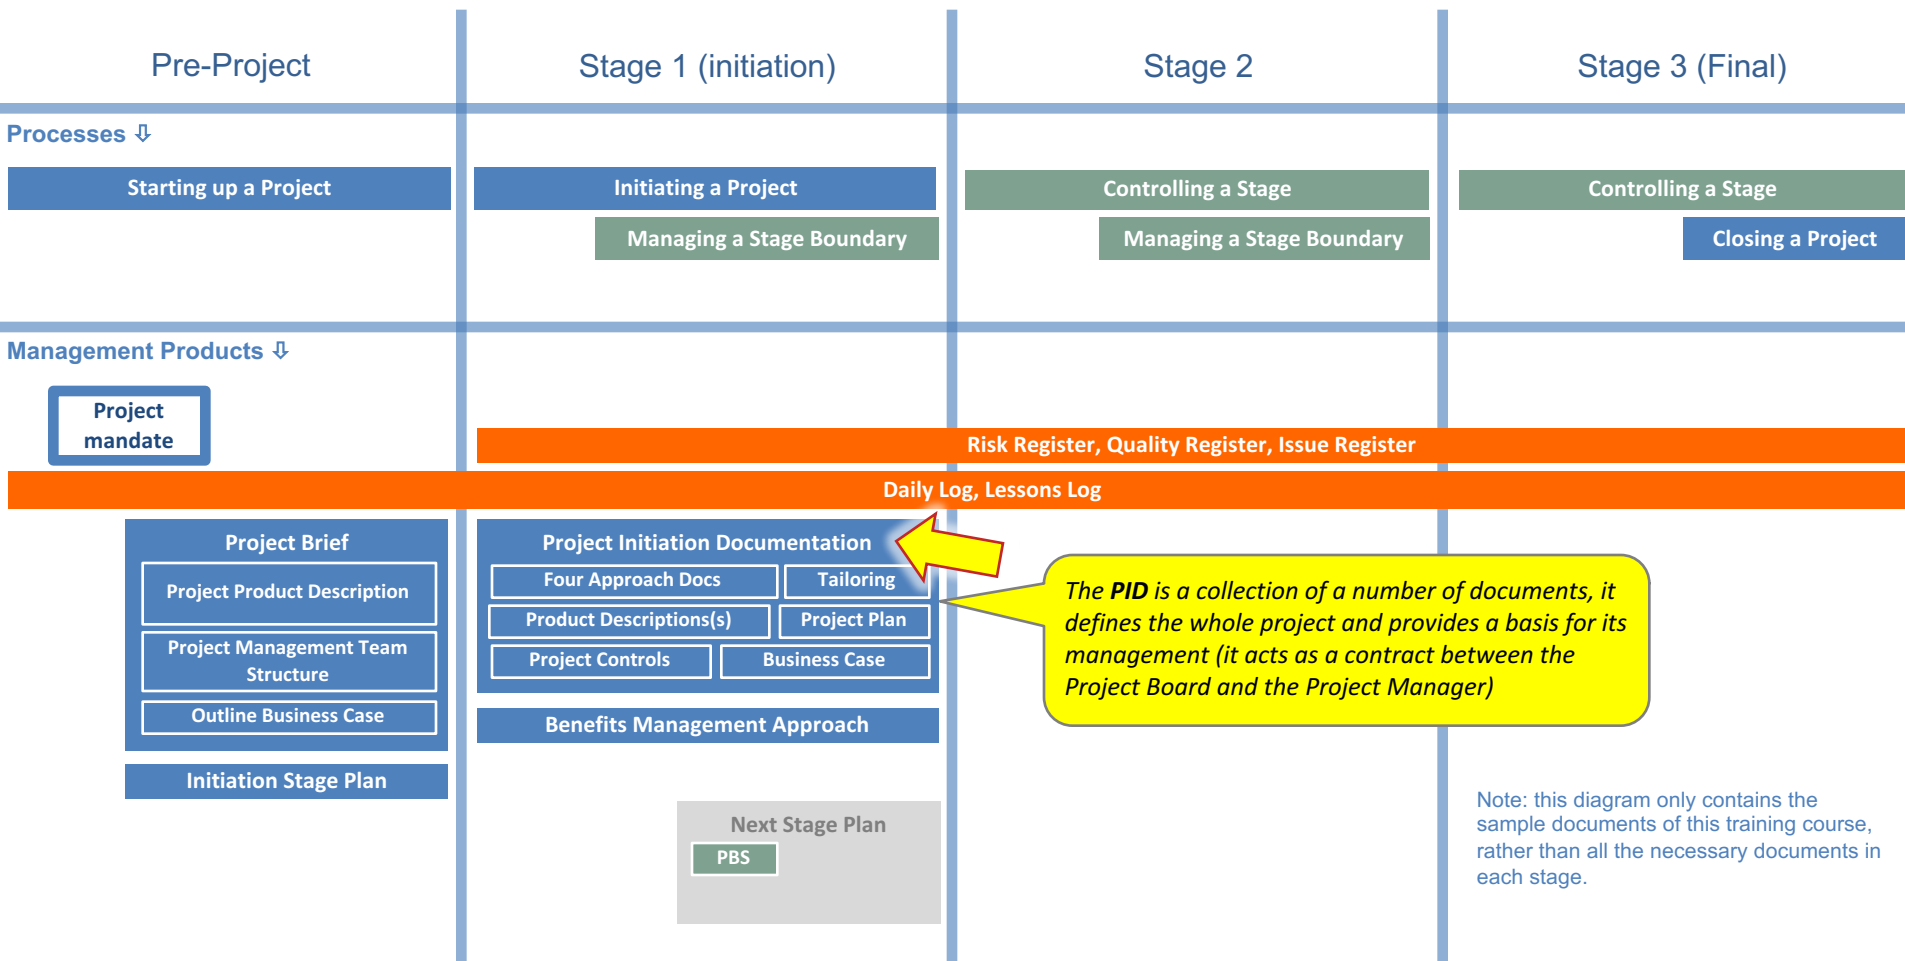 Pre-Project
Stage 1 (initiation)
Stage 2
Stage 3 (Final)
Processes ⇩
Starting up a Project
Initiating a Project
Controlling a Stage
Controlling a Stage
Managing a Stage Boundary
Managing a Stage Boundary
Closing a Project
Management Products ⇩
Project
mandate
Risk Register, Quality Register, Issue Register
Daily Log, Lessons Log
Project Brief
Project Product Description
Project Management Team
Structure
Outline Business Case
Initiation Stage Plan
Project Initiation Documentation
Four Approach Docs
Tailoring
Product Descriptions(s)
Project Plan
Project Controls
Business Case
Benefits Management Approach
Next Stage Plan
PBS
The PID is a collection of a number of documents, it
defines the whole project and provides a basis for its
management (it acts as a contract between the
Project Board and the Project Manager)
Note: this diagram only contains the
sample documents of this training course,
rather than all the necessary documents in
each stage.